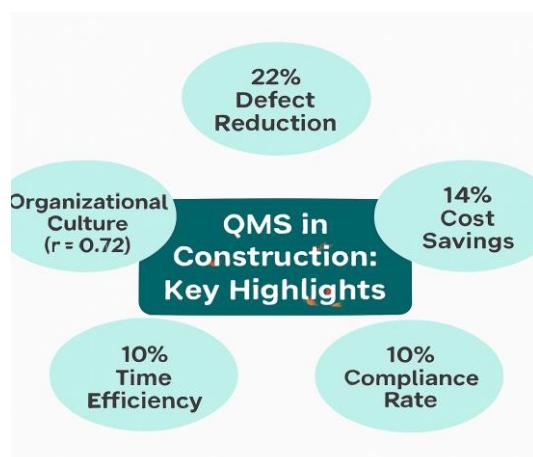 22%
Defect
Reduction
Organizational
Culture
(r = 0.72)
QMS in
Construction:
Key Highlights
14%
Cost
Savings
10%
Time
Efficiency
10%
Compliance
Rate